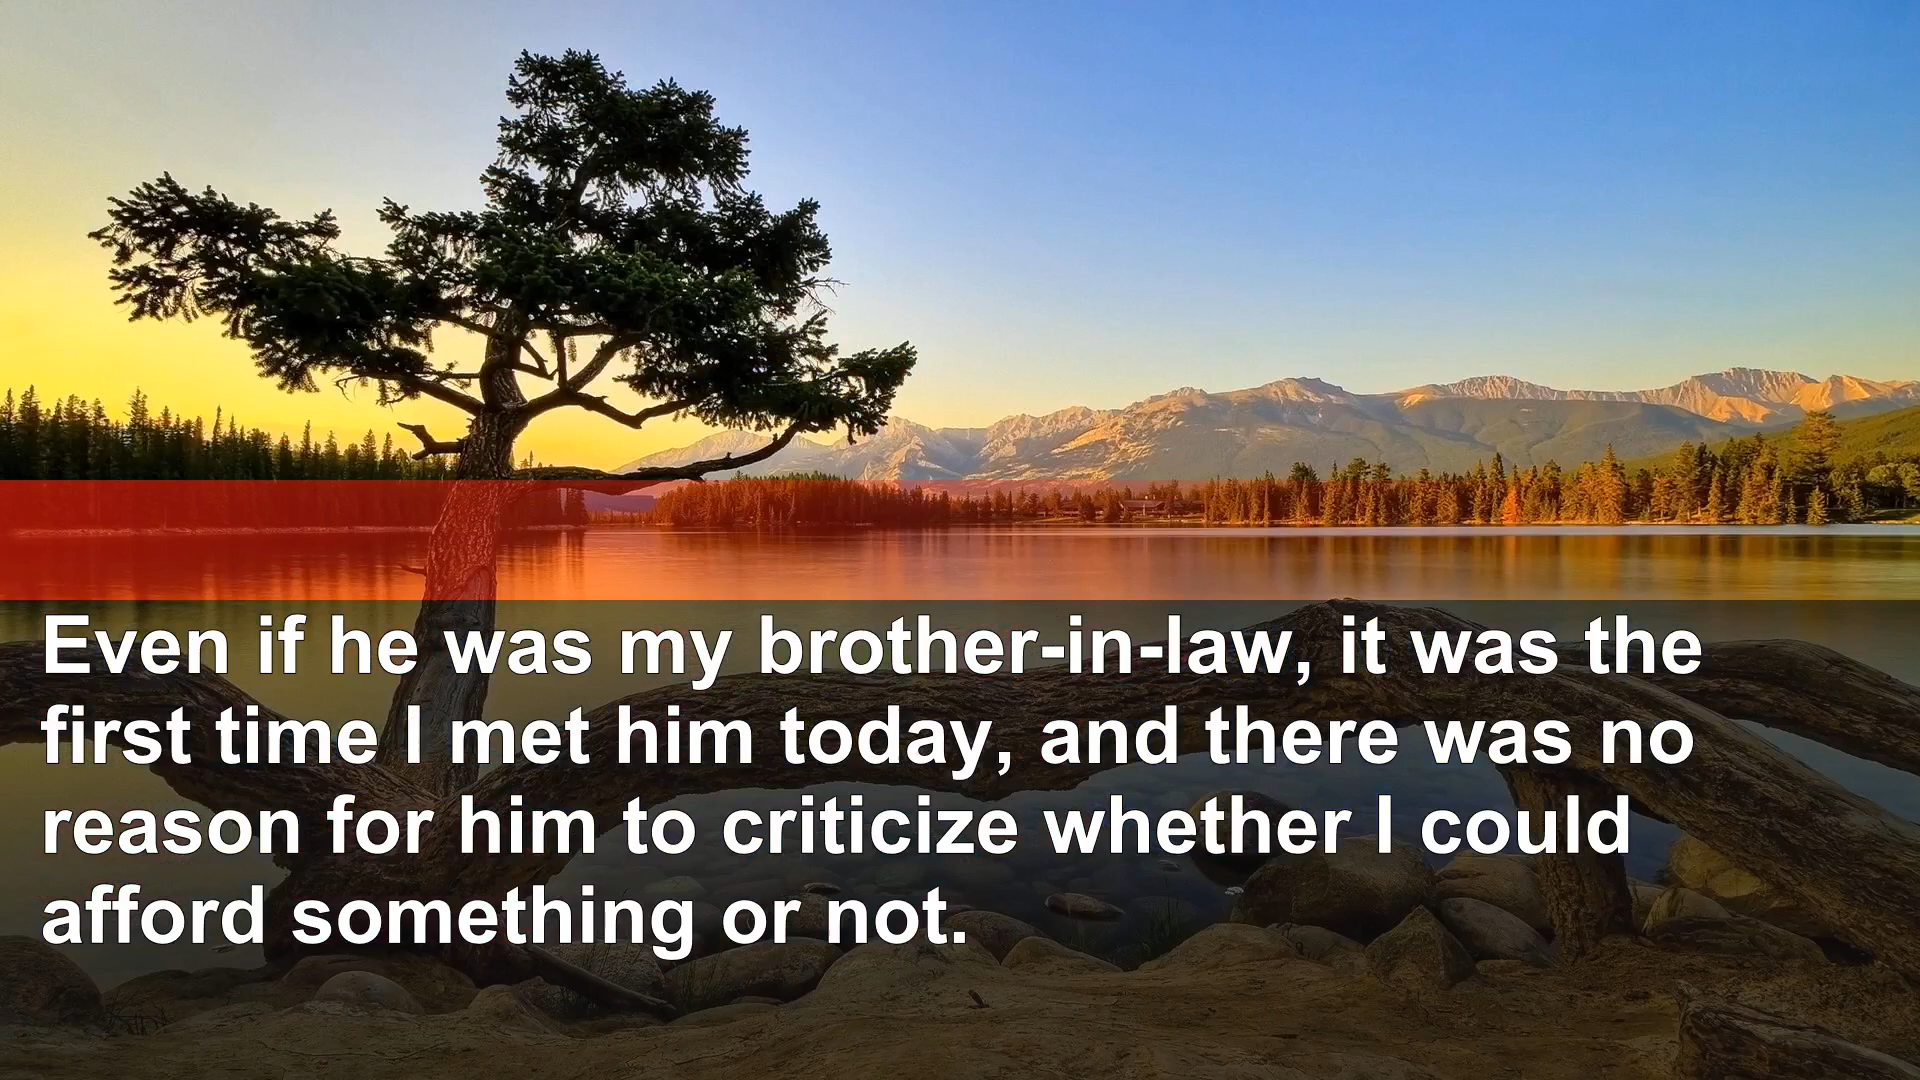 Even if he was my brother-in-law, it was the
first time I met him today, and there was no
reason for him to criticize whether I could
afford something or not.